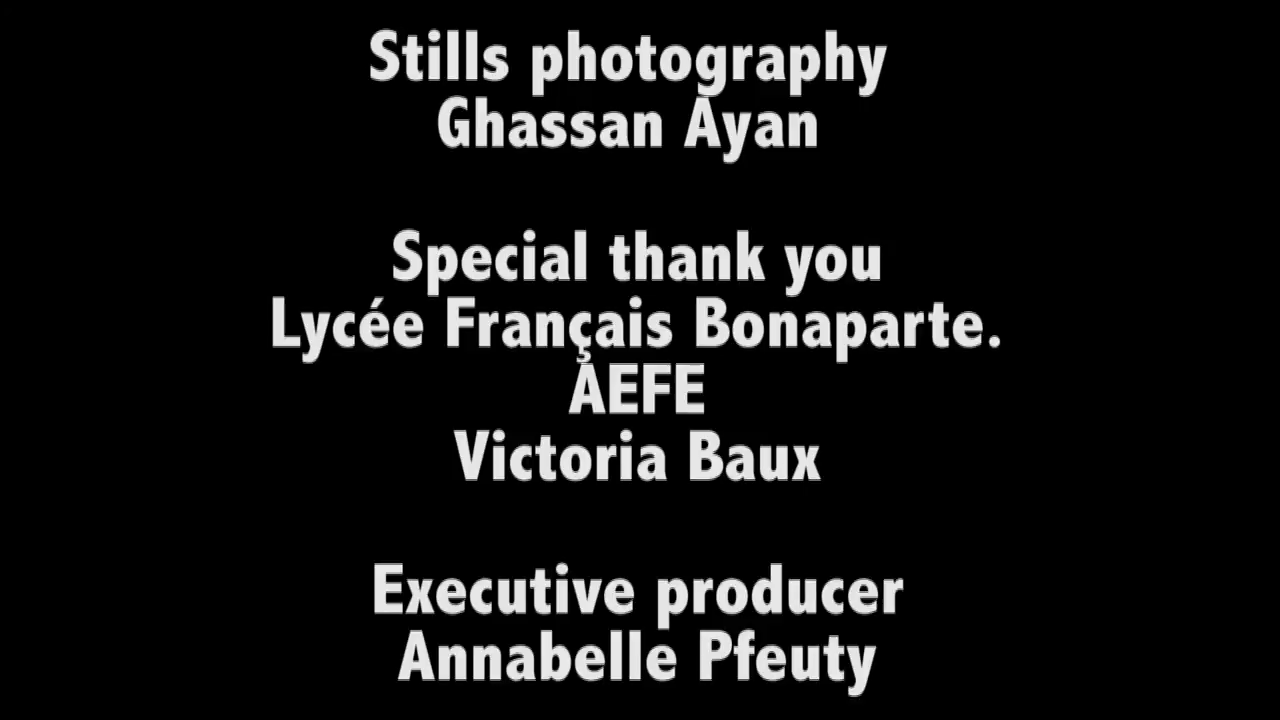 Stills photography
Ghassan Ayan
Special thank you
Lycée Français Bonaparte.
AEFE
Victoria Baux
Executive producer
Annabelle Pfeuty